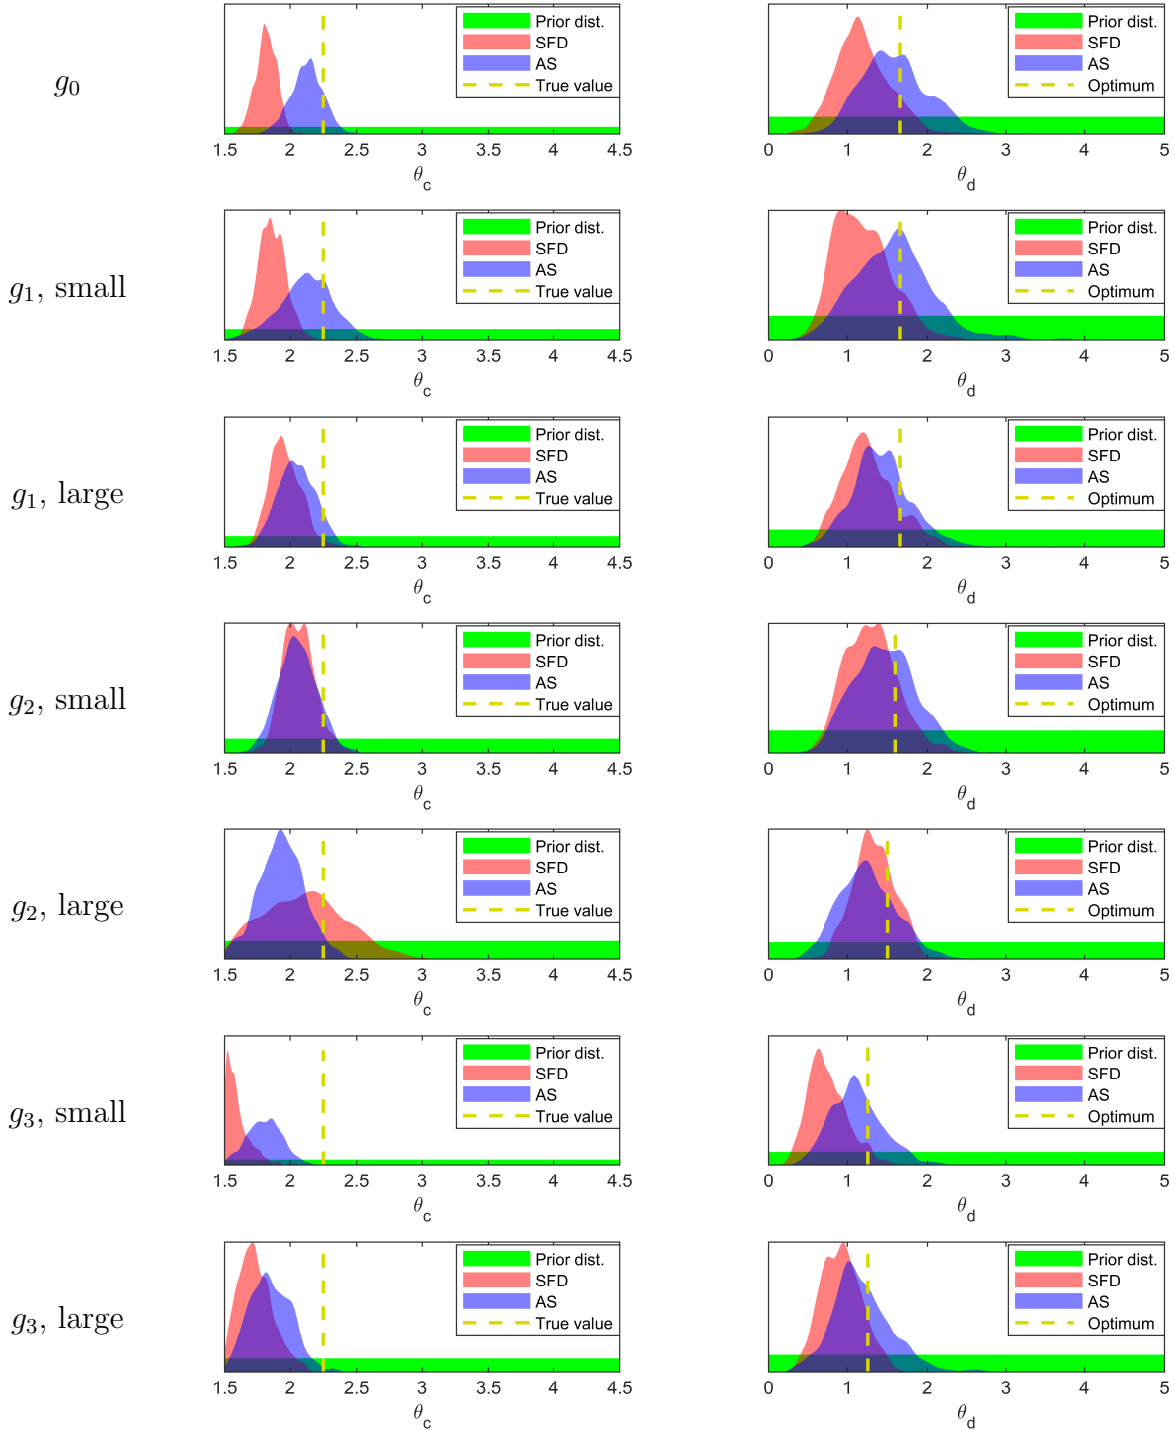 g0
Prior dist.
SFD
AS
True value
1.5 2 2.5 3 3.5 4 4.5
θc
Prior dist.
SFD
AS
Optimum
0 1 2 3 4 5
θd
g1, small
Prior dist.
SFD
AS
True value
1.5 2 2.5 3 3.5 4 4.5
θc
Prior dist.
SFD
AS
Optimum
0 1 2 3 4 5
θd
g1, large
Prior dist.
SFD
AS
True value
1.5 2 2.5 3 3.5 4 4.5
θc
Prior dist.
SFD
AS
Optimum
0 1 2 3 4 5
θd
g2, small
Prior dist.
SFD
AS
True value
1.5 2 2.5 3 3.5 4 4.5
θc
Prior dist.
SFD
AS
Optimum
0 1 2 3 4 5
θd
g2, large
Prior dist.
SFD
AS
True value
1.5 2 2.5 3 3.5 4 4.5
θc
Prior dist.
SFD
AS
Optimum
0 1 2 3 4 5
θd
g3, small
Prior dist.
SFD
AS
True value
1.5 2 2.5 3 3.5 4 4.5
θc
Prior dist.
SFD
AS
Optimum
0 1 2 3 4 5
θd
g3, large
Prior dist.
SFD
AS
True value
1.5 2 2.5 3 3.5 4 4.5
θc
Prior dist.
SFD
AS
Optimum
0 1 2 3 4 5
θd